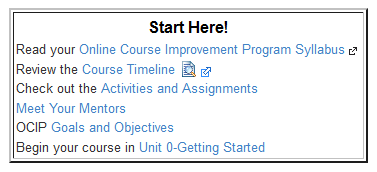 Start Here!
Read your Online Course Improvement Program Syllabus
Review the Course Timeline
Check out the Activities and Assignments
Meet Your Mentors
OCIP Goals and Objectives
Begin your course in Unit 0-Getting Started